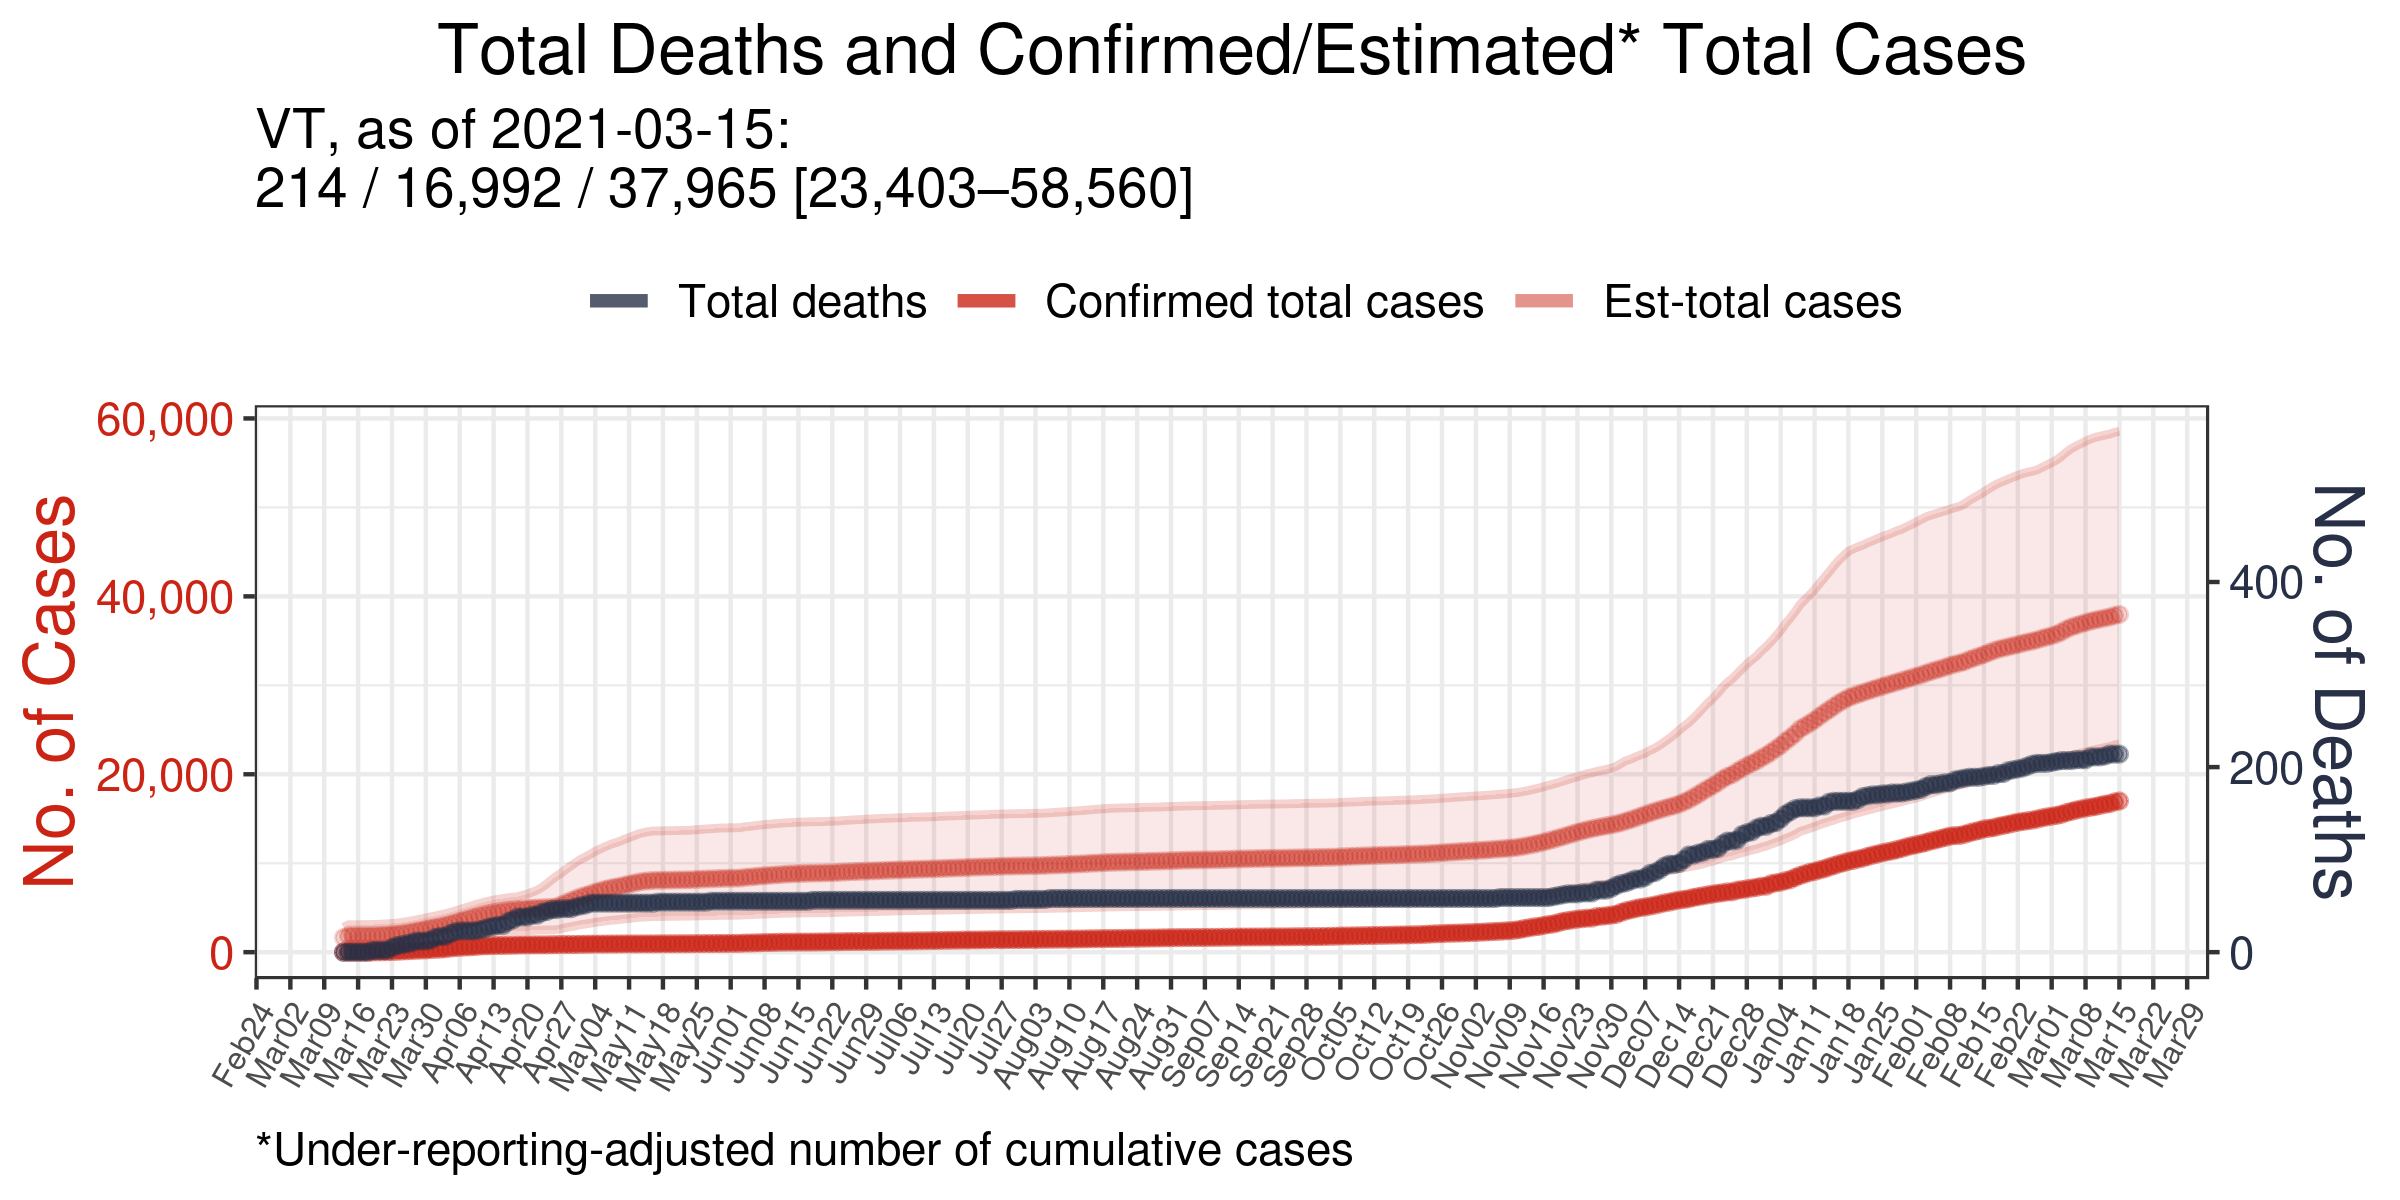 Total Deaths and Confirmed/Estimated* Total Cases
VT, as of 2021-03-15:
214 / 16,992 / 37,965 [23,403–58,560]
Total deaths
Confirmed total cases
Est-total cases
No. of Cases
60,000
40,000
20,000
0
400
200
0
No. of Deaths
Feb24
Mar02
Mar09
Mar16
Mar23
Mar30
Apr06
Apr13
Apr20
Apr27
May04
May11
May18
May25
Jun01
Jun08
Jun15
Jun22
Jun29
Jul06
Jul13
Jul20
Jul27
Aug03
Aug10
Aug17
Aug24
Aug31
Sep07
Sep14
Sep21
Sep28
Oct05
Oct12
Oct19
Oct26
Nov02
Nov09
Nov16
Nov23
Nov30
Dec07
Dec14
Dec21
Dec28
Jan04
Jan11
Jan18
Jan25
Feb01
Feb08
Feb15
Feb22
Mar01
Mar08
Mar15
Mar22
Mar29
*Under-reporting-adjusted number of cumulative cases